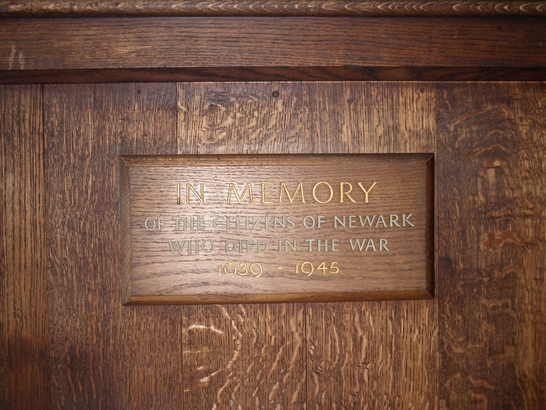 IN MEMORY
OF THE CITIZENS OF NEWARK
WHO DIED IN THE WAR
1939 - 1945